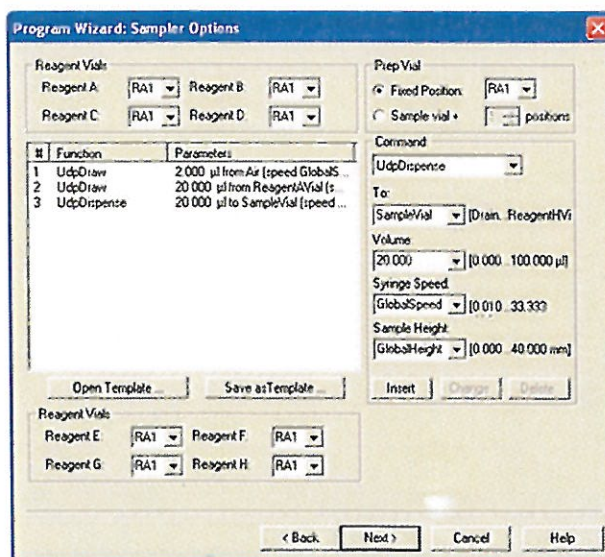 Program Wizard: Sampler Options
Reagent Vials
Reagent A: RA1 Reagent B: RA1
Reagent C: RA1 Reagent D: RA1
# Function Parameters
1 UdpDraw 2.000 µl from Air (speed GlobalS...
2 UdpDraw 20 000 µl from ReagentAVial (s...
3 UdpDispense 20 000 µl to SampleVial (speed ...
Open Template ... Save as Template ...
Reagent Vials
Reagent E: RA1 Reagent F: RA1
Reagent G: RA1 Reagent H: RA1
Prep Vial
Fixed Position: RA1
Sample vial + positions
Command:
UdpDispense
To:
SampleVial [Drain...ReagentHVi
Volume:
20.000 [0.000...100.000 µl]
Syringe Speed:
GlobalSpeed [0.010...33.333
Sample Height:
GlobalHeight [0.000...40.000 mm]
Insert Change Delete
< Back Next > Cancel Help